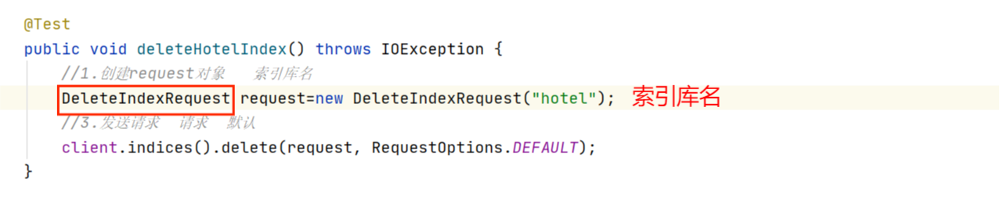 @Test
public void deleteHotelIndex() throws IOException {
//1.创建request对象   索引库名
DeleteIndexRequest request=new DeleteIndexRequest("hotel");   索引库名
//3.发送请求   请求   默认
client.indices().delete(request, RequestOptions.DEFAULT);
}